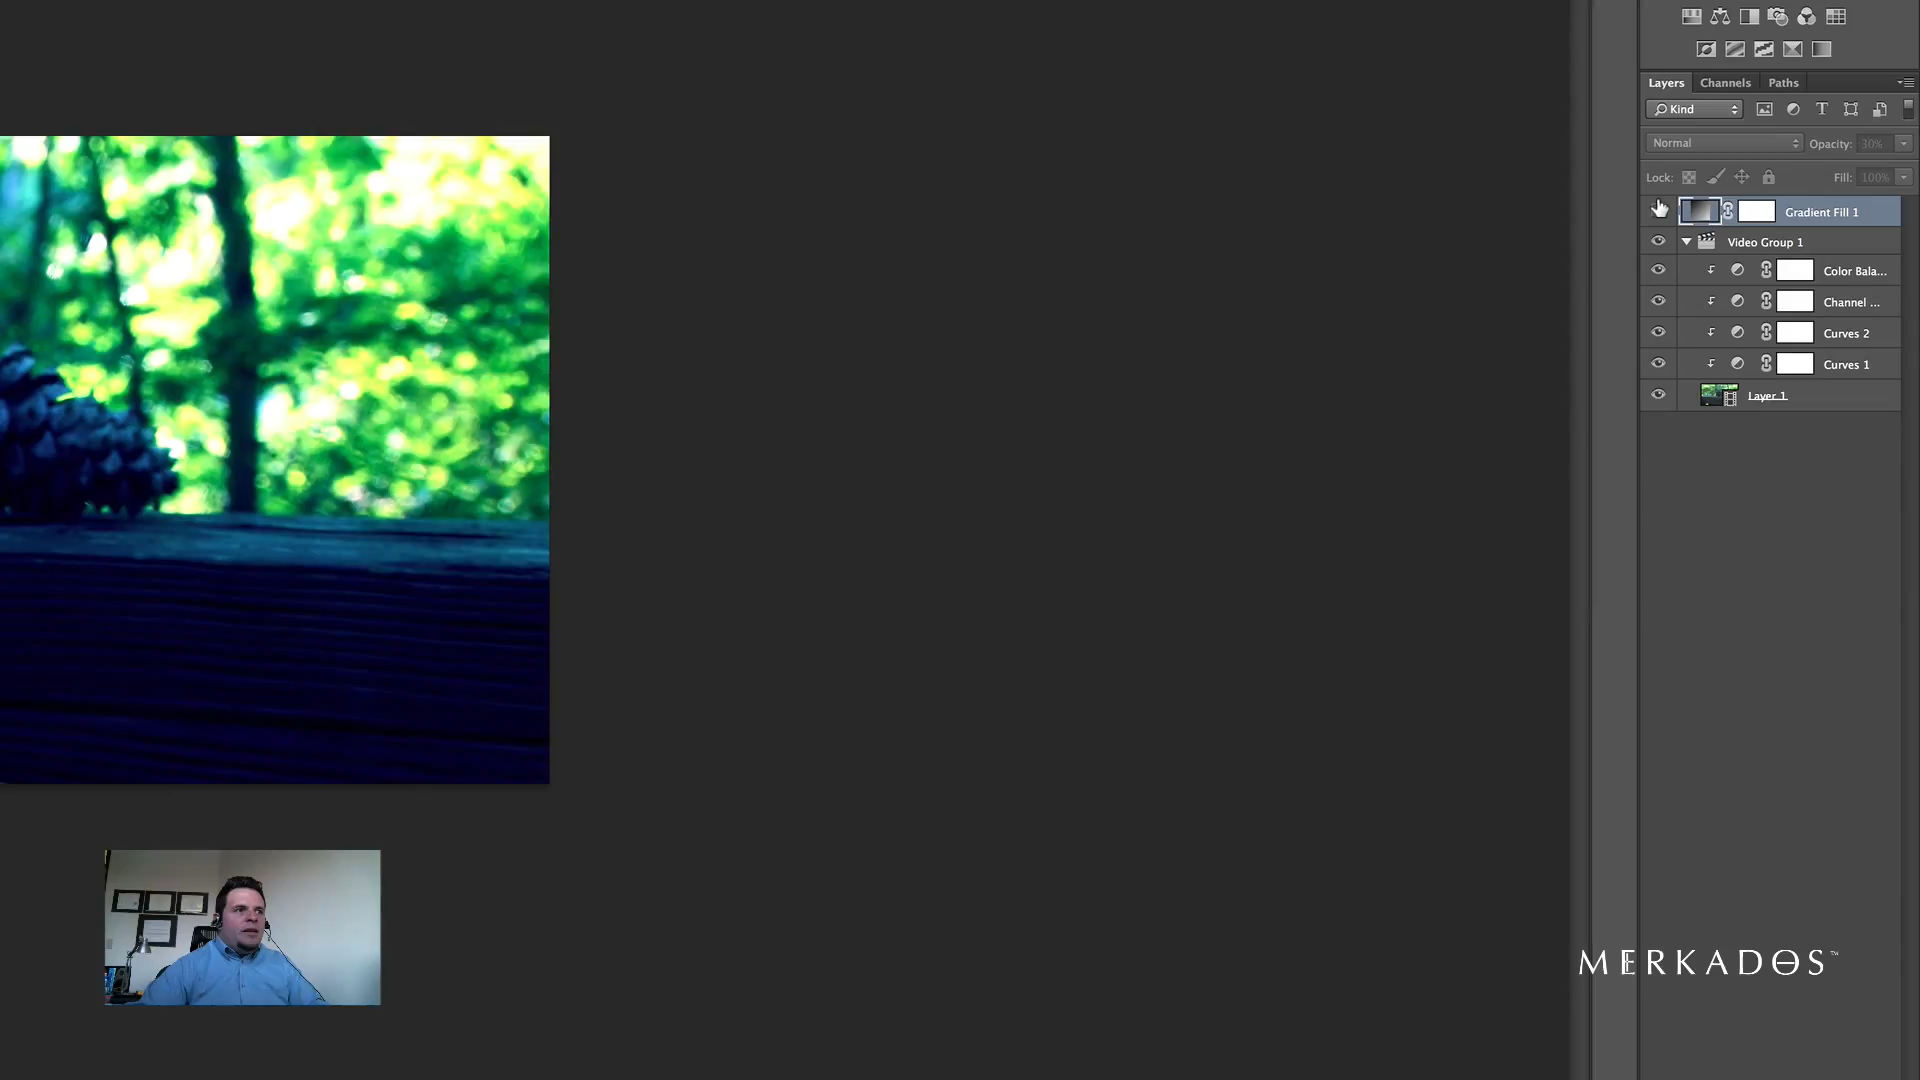 Layers Channels Paths
Kind
Normal Opacity: 30%
Lock: Fill: 100%
Gradient Fill 1
Video Group 1
Color Bala...
Channel ...
Curves 2
Curves 1
Layer 1
MERKADOS™